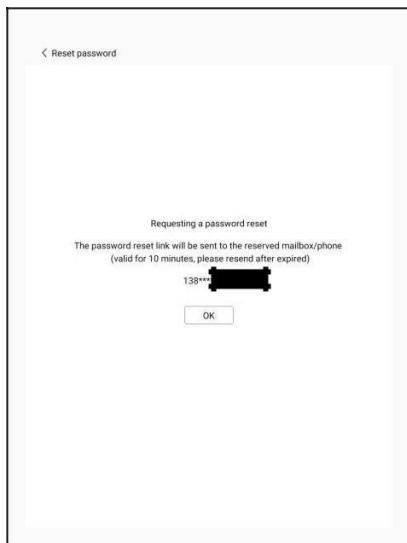 Reset password
Requesting a password reset
The password reset link will be sent to the reserved mailbox/phone
(valid for 10 minutes, please resend after expired)
138***
OK